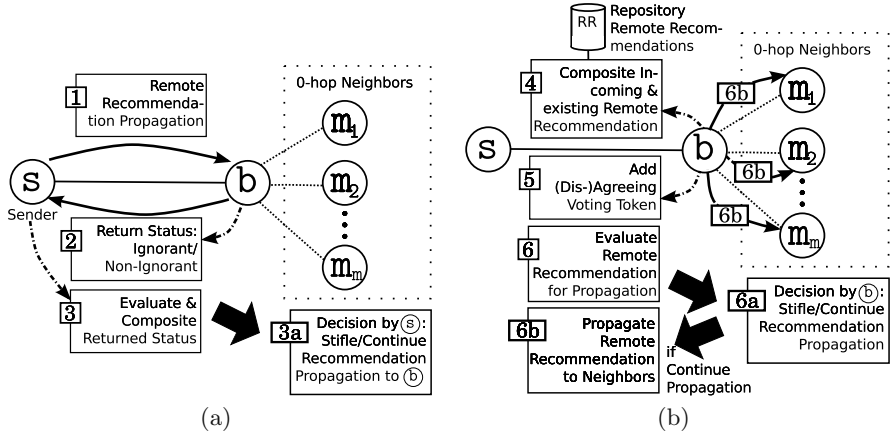 1
Remote
Recommenda-
tion Propagation
0-hop Neighbors
m1
s
b
m2
Sender
2
Return Status:
Ignorant/
Non-Ignorant
mm
3
Evaluate &
Composite
Returned Status
3a
Decision by s:
Stifle/Continue
Recommendation
Propagation to b
(a)
RR
Repository
Remote Recom-
mendations
4
Composite In-
coming &
existing Remote
Recommendation
0-hop Neighbors
6b
m1
s
b
m2
6b
5
Add
(Dis-)Agreeing
Voting Token
6b
mm
6
Evaluate
Remote
Recommendation
for Propagation
6a
Decision by b:
Stifle/Continue
Recommendation
Propagation
6b
Propagate
Remote
Recommendation
to Neighbors
if
Continue
Propagation
(b)